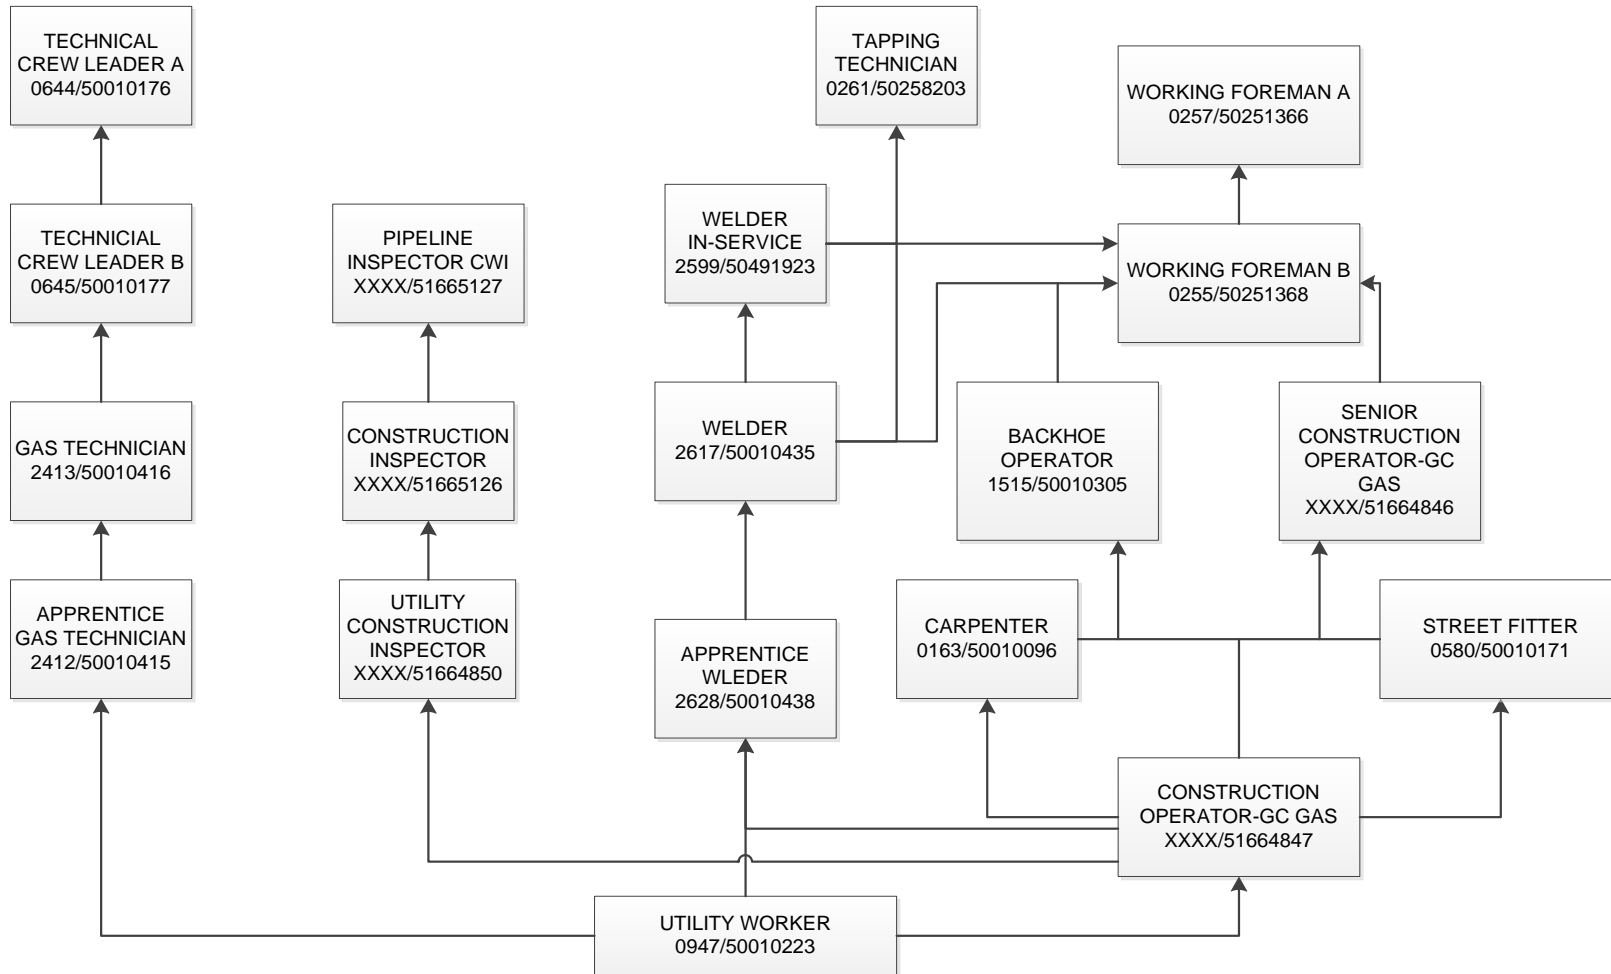 TECHNICAL
CREW LEADER A
0644/50010176
TAPPING
TECHNICIAN
0261/50258203
WORKING FOREMAN A
0257/50251366
TECHNICIAL
CREW LEADER B
0645/50010177
PIPELINE
INSPECTOR CWI
XXXX/51665127
WELDER
IN-SERVICE
2599/50491923
WORKING FOREMAN B
0255/50251368
GAS TECHNICIAN
2413/50010416
CONSTRUCTION
INSPECTOR
XXXX/51665126
WELDER
2617/50010435
BACKHOE
OPERATOR
1515/50010305
SENIOR
CONSTRUCTION
OPERATOR-GC
GAS
XXXX/51664846
APPRENTICE
GAS TECHNICIAN
2412/50010415
UTILITY
CONSTRUCTION
INSPECTOR
XXXX/51664850
APPRENTICE
WLEDER
2628/50010438
CARPENTER
0163/50010096
STREET FITTER
0580/50010171
CONSTRUCTION
OPERATOR-GC GAS
XXXX/51664847
UTILITY WORKER
0947/50010223